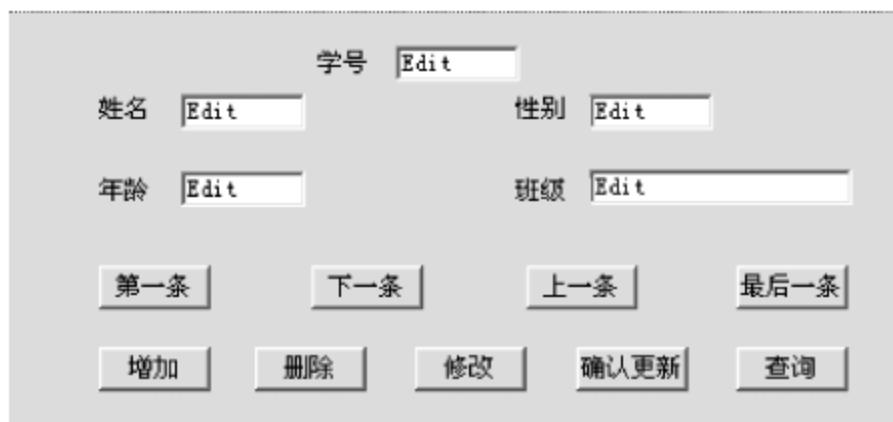 学号 Edit
姓名 Edit 性别 Edit
年龄 Edit 班级 Edit
第一条 下一条 上一条 最后一条
增加 删除 修改 确认更新 查询